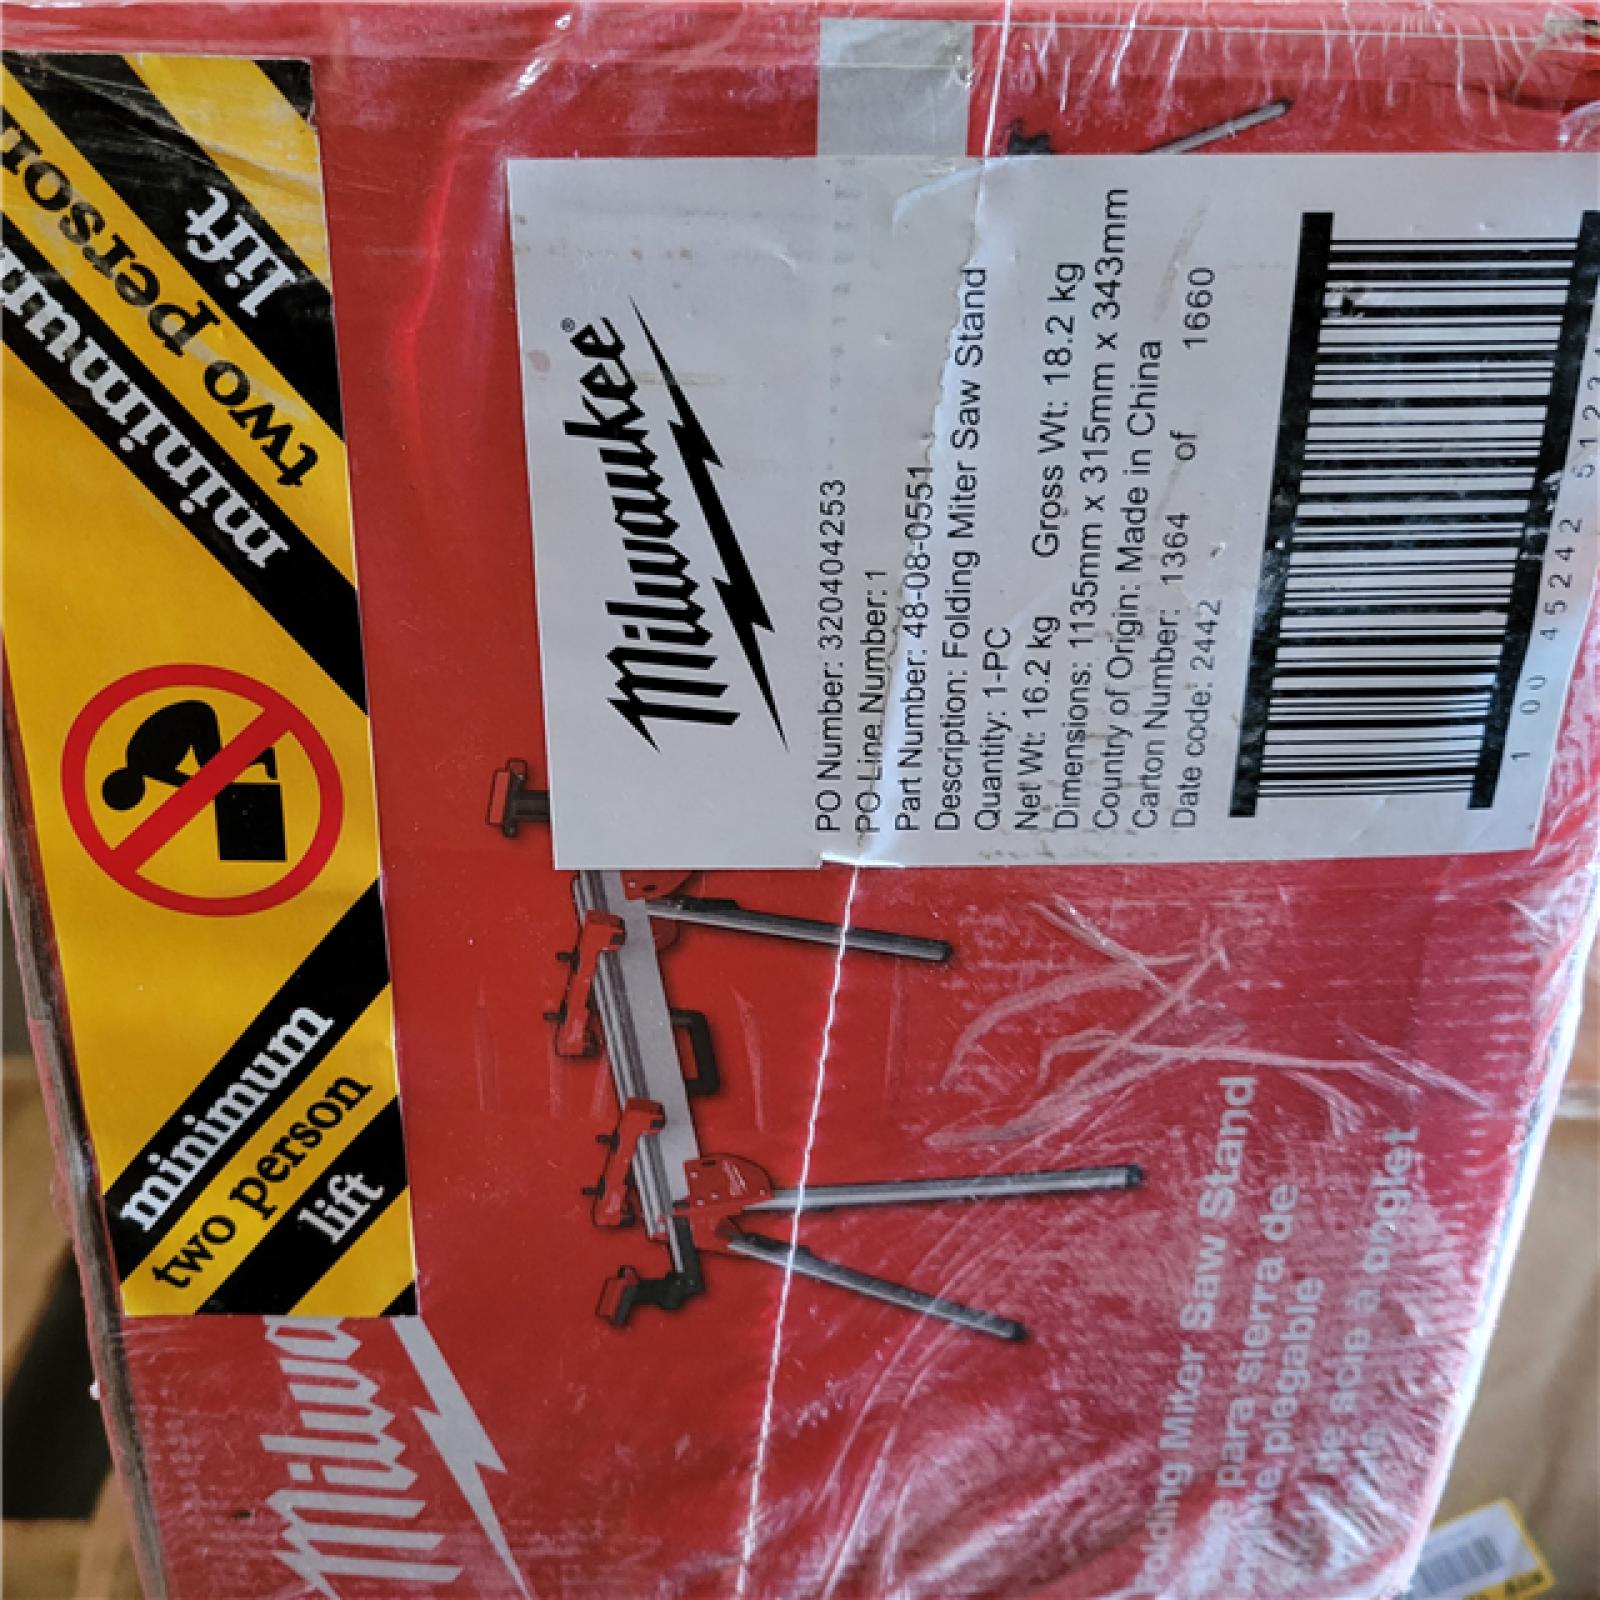 Milwaukee®
PO Number: 320404253
PO Line Number: 1
Part Number: 48-08-0551
Description: Folding Miter Saw Stand
Quantity: 1-PC
Net Wt: 16.2 kg Gross Wt: 18.2 kg
Dimensions: 1135mm x 315mm x 343mm
Country of Origin: Made in China
Carton Number: 1364 of 1660
Date code: 2442
1 00 45242 5123
minimum
two person
lift
minimum
two person
lift
Milwa
olding Miter Saw Stand
para sierra de
plegable
de scie à onglet